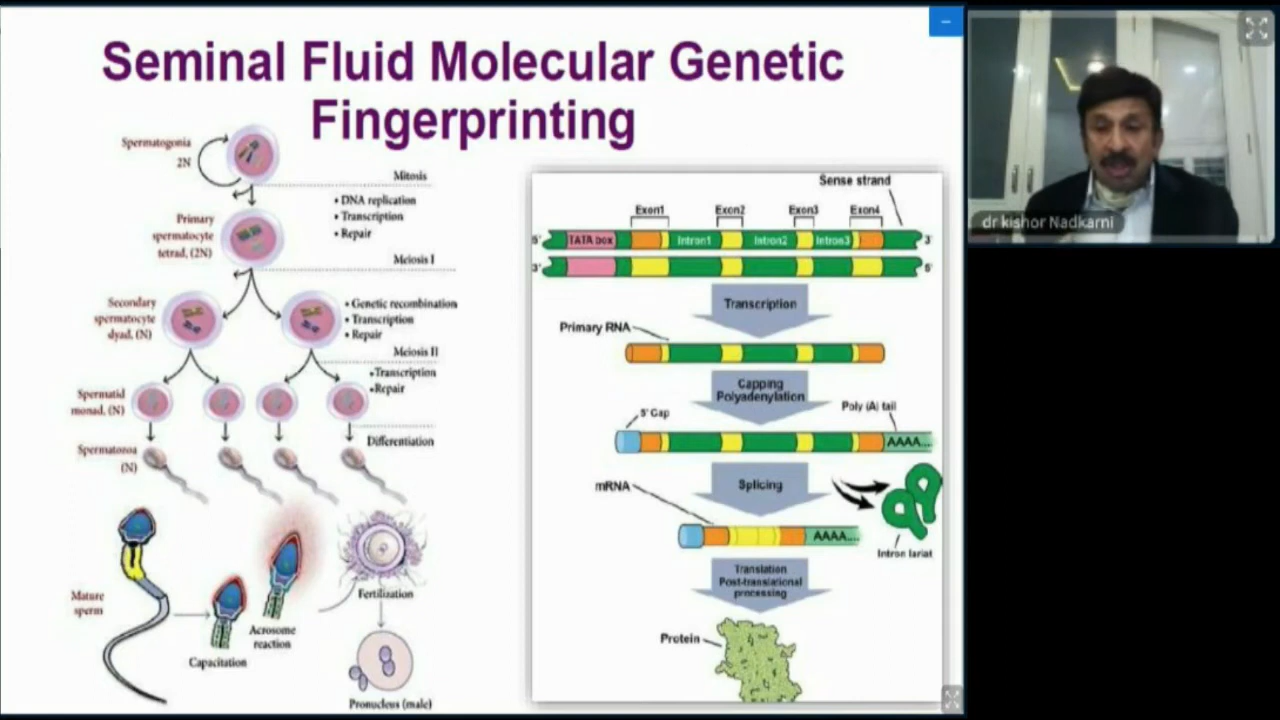 Seminal Fluid Molecular Genetic
Fingerprinting
Spermatogonia
2N
Mitosis
• DNA replication
• Transcription
• Repair
Primary
spermatocyte
tetrad, (2N)
Meiosis I
Secondary
spermatocyte
dyad, (N)
• Genetic recombination
• Transcription
• Repair
Meiosis II
•Transcription
•Repair
Spermatid
monad, (N)
Differentiation
Spermatozoa
(N)
Mature
sperm
Capacitation
Acrosome
reaction
Fertilization
Pronucleus (male)
Sense strand
Exon1 Exon2 Exon3 Exon4
5' TATA box Intron1 Intron2 Intron3 3'
3' 5'
Transcription
Primary RNA
Capping
Polyadenylation
5' Cap
Poly (A) tail
AAAA...
Splicing
mRNA
AAAA....
Intron lariat
Translation
Post-translational
processing
Protein
dr kishor Nadkarni